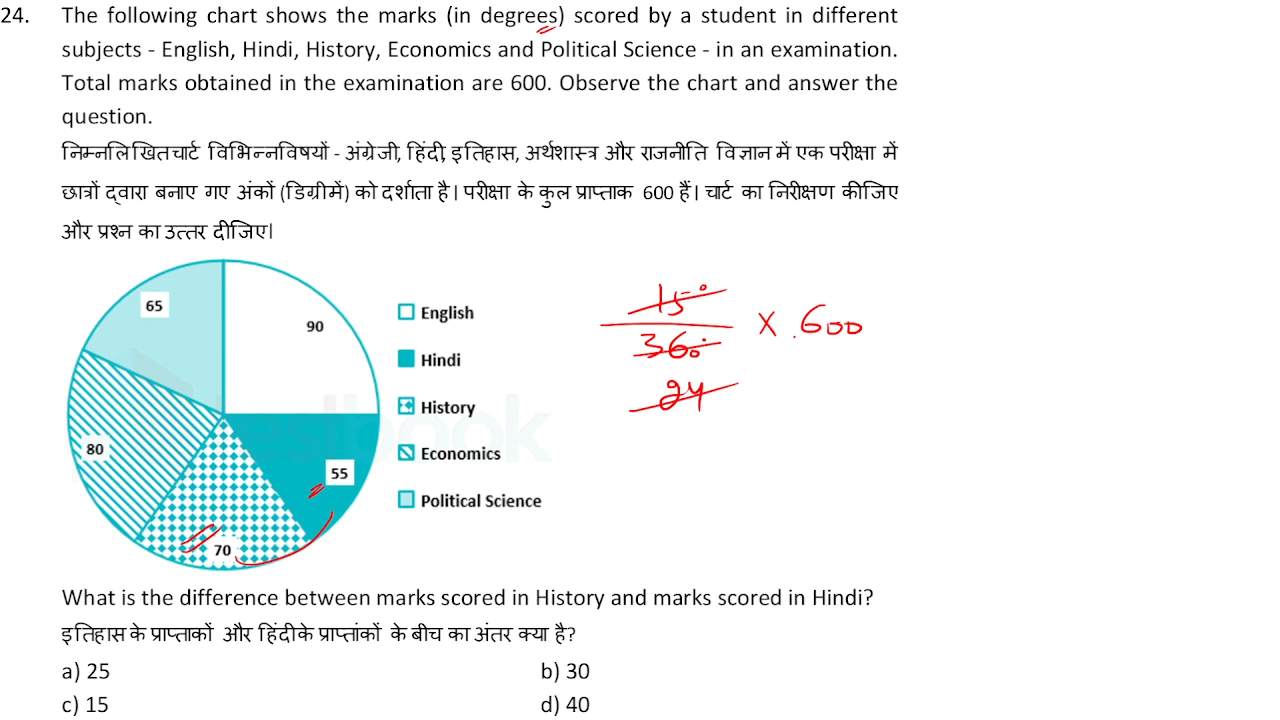 24. The following chart shows the marks (in degrees) scored by a student in different
subjects - English, Hindi, History, Economics and Political Science - in an examination.
Total marks obtained in the examination are 600. Observe the chart and answer the
question.
निम्नलिखितचार्ट विभिन्नविषयों - अंग्रेजी, हिंदी, इतिहास, अर्थशास्त्र और राजनीति विज्ञान में एक परीक्षा में
छात्रों द्वारा बनाए गए अंकों (डिग्रीमें) को दर्शाता है। परीक्षा के कुल प्राप्ताक 600 हैं। चार्ट का निरीक्षण कीजिए
और प्रश्न का उत्तर दीजिए।
65
90
80
55
70
English
Hindi
History
Economics
Political Science
15°
360° × 600
24
testbook
What is the difference between marks scored in History and marks scored in Hindi?
इतिहास के प्राप्ताकों और हिंदीके प्राप्तांकों के बीच का अंतर क्या है?
a) 25 b) 30
c) 15 d) 40